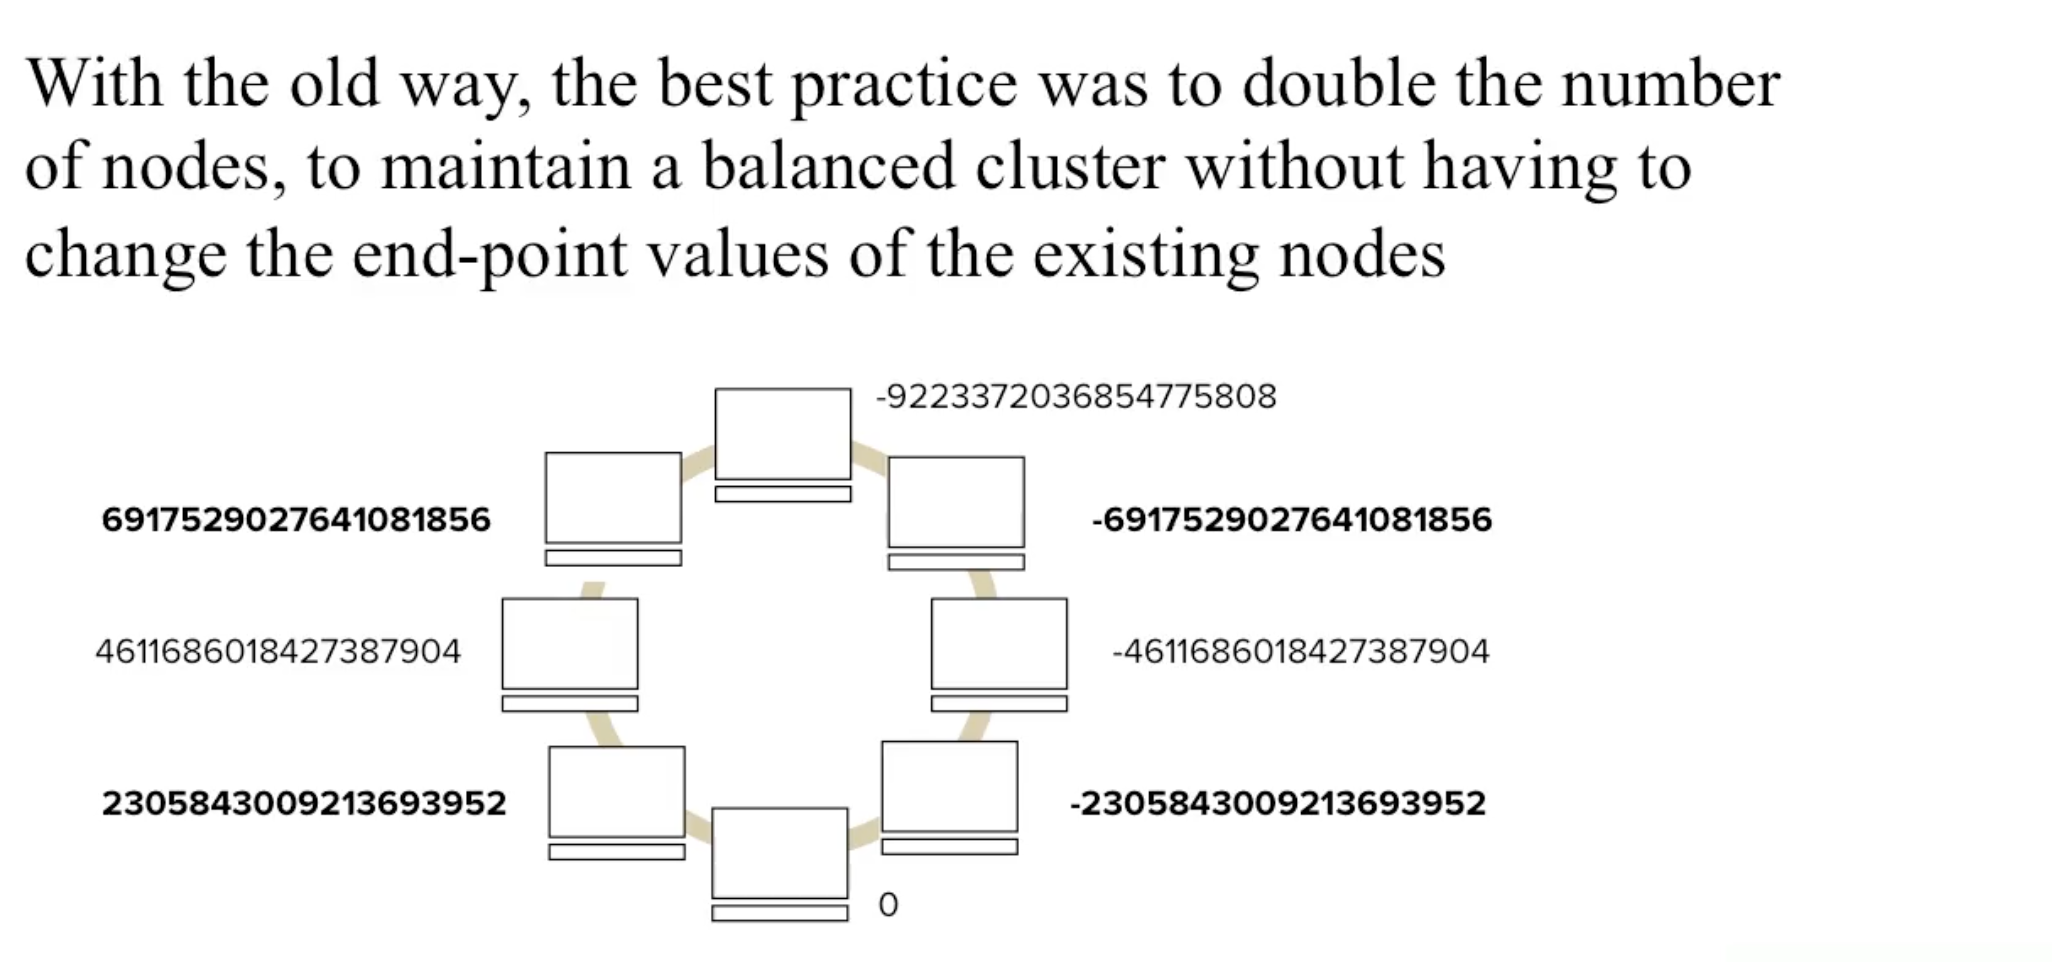 With the old way, the best practice was to double the number
of nodes, to maintain a balanced cluster without having to
change the end-point values of the existing nodes
-9223372036854775808
6917529027641081856
-6917529027641081856
4611686018427387904
-4611686018427387904
2305843009213693952
-2305843009213693952
0